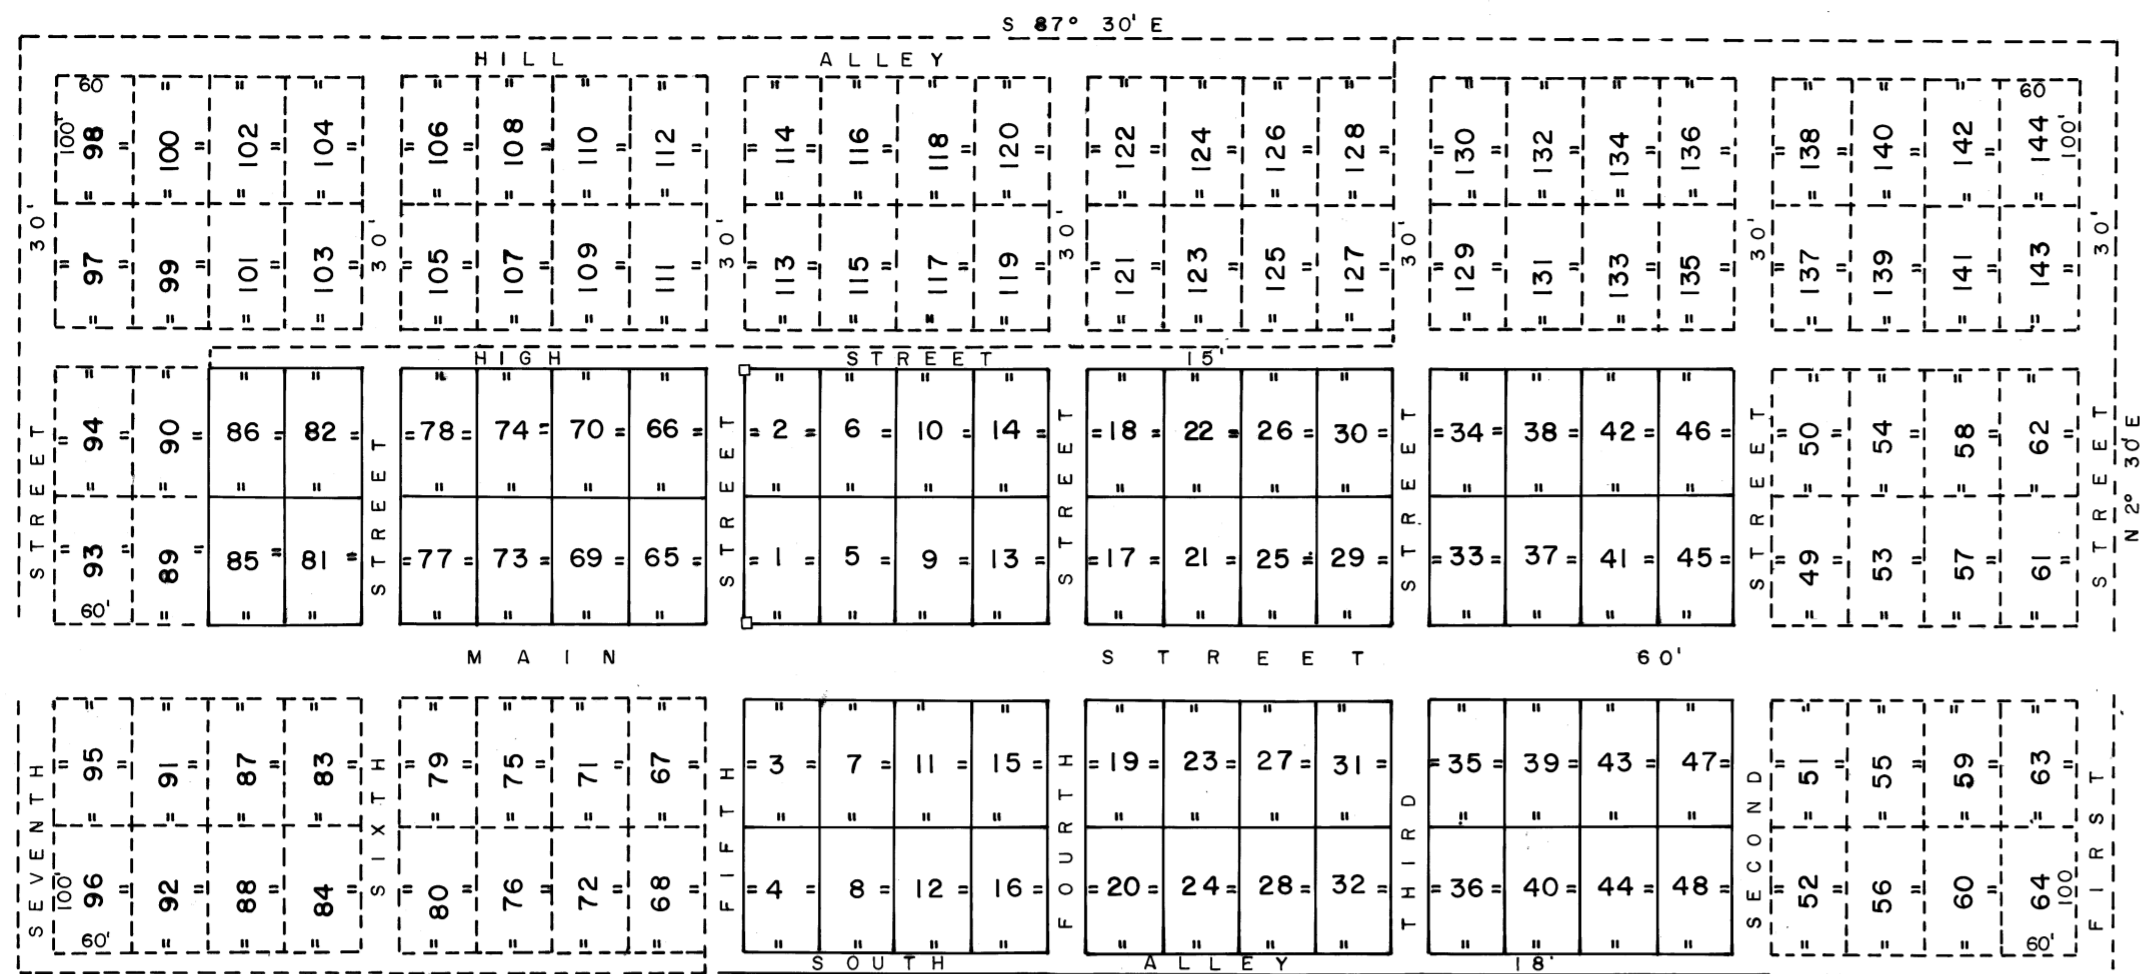 S 87° 30' E
HILL ALLEY
60 " " " " " " " " " " " " " " " " " " " " " " 60
100' 98 " 100 " 102 " 104 " " 106 " 108 " 110 " 112 " " 114 " 116 " 118 " 120 " 122 " 124 " 126 " 128 " " 130 " 132 " 134 " 136 " " 138 " 140 " 142 " 144 100'
" " " " " " " " " " " " " " " " " " " " " " " "
30' 30' 30' 30' 30' 30' 30'
" 97 " 99 " 101 " 103 " " 105 " 107 " 109 " 111 " " 113 " 115 " 117 " 119 " 121 " 123 " 125 " 127 " " 129 " 131 " 133 " 135 " " 137 " 139 " 141 " 143 "
" " " " " " " " " " " " " " " " " " " " " " " "
HIGH STREET 15'
" " " " " " " " " " " " " " " " " " " " " " " "
" 94 " 90 " 86 " 82 " " 78 " 74 " 70 " 66 " " 2 " 6 " 10 " 14 " " 18 " 22 " 26 " 30 " " 34 " 38 " 42 " 46 " " 50 " 54 " 58 " 62 "
" " " " " " " " " " " " " " " " " " " " " " " "
STREET STREET STREET STREET STREET STREET STREET
N 2° 30' E
" 93 " 89 " 85 " 81 " " 77 " 73 " 69 " 65 " " 1 " 5 " 9 " 13 " " 17 " 21 " 25 " 29 " " 33 " 37 " 41 " 45 " " 49 " 53 " 57 " 61 "
60' " " " " " " " " " " " " " " " " " " " " " " "
MAIN STREET 60'
" " " " " " " " " " " " " " " " " " " " " " " "
" 95 " 91 " 87 " 83 " " 79 " 75 " 71 " 67 " " 3 " 7 " 11 " 15 " " 19 " 23 " 27 " 31 " " 35 " 39 " 43 " 47 " " 51 " 55 " 59 " 63 "
" " " " " " " " " " " " " " " " " " " " " " " "
SEVENTH SIXTH FIFTH FOURTH THIRD SECOND FIRST
100' 96 " 92 " 88 " 84 " " 80 " 76 " 72 " 68 " " 4 " 8 " 12 " 16 " " 20 " 24 " 28 " 32 " " 36 " 40 " 44 " 48 " " 52 " 56 " 60 " 64 100
60' " " " " " " " " " " " " " " " " " " " " " " 60'
SOUTH ALLEY 18'